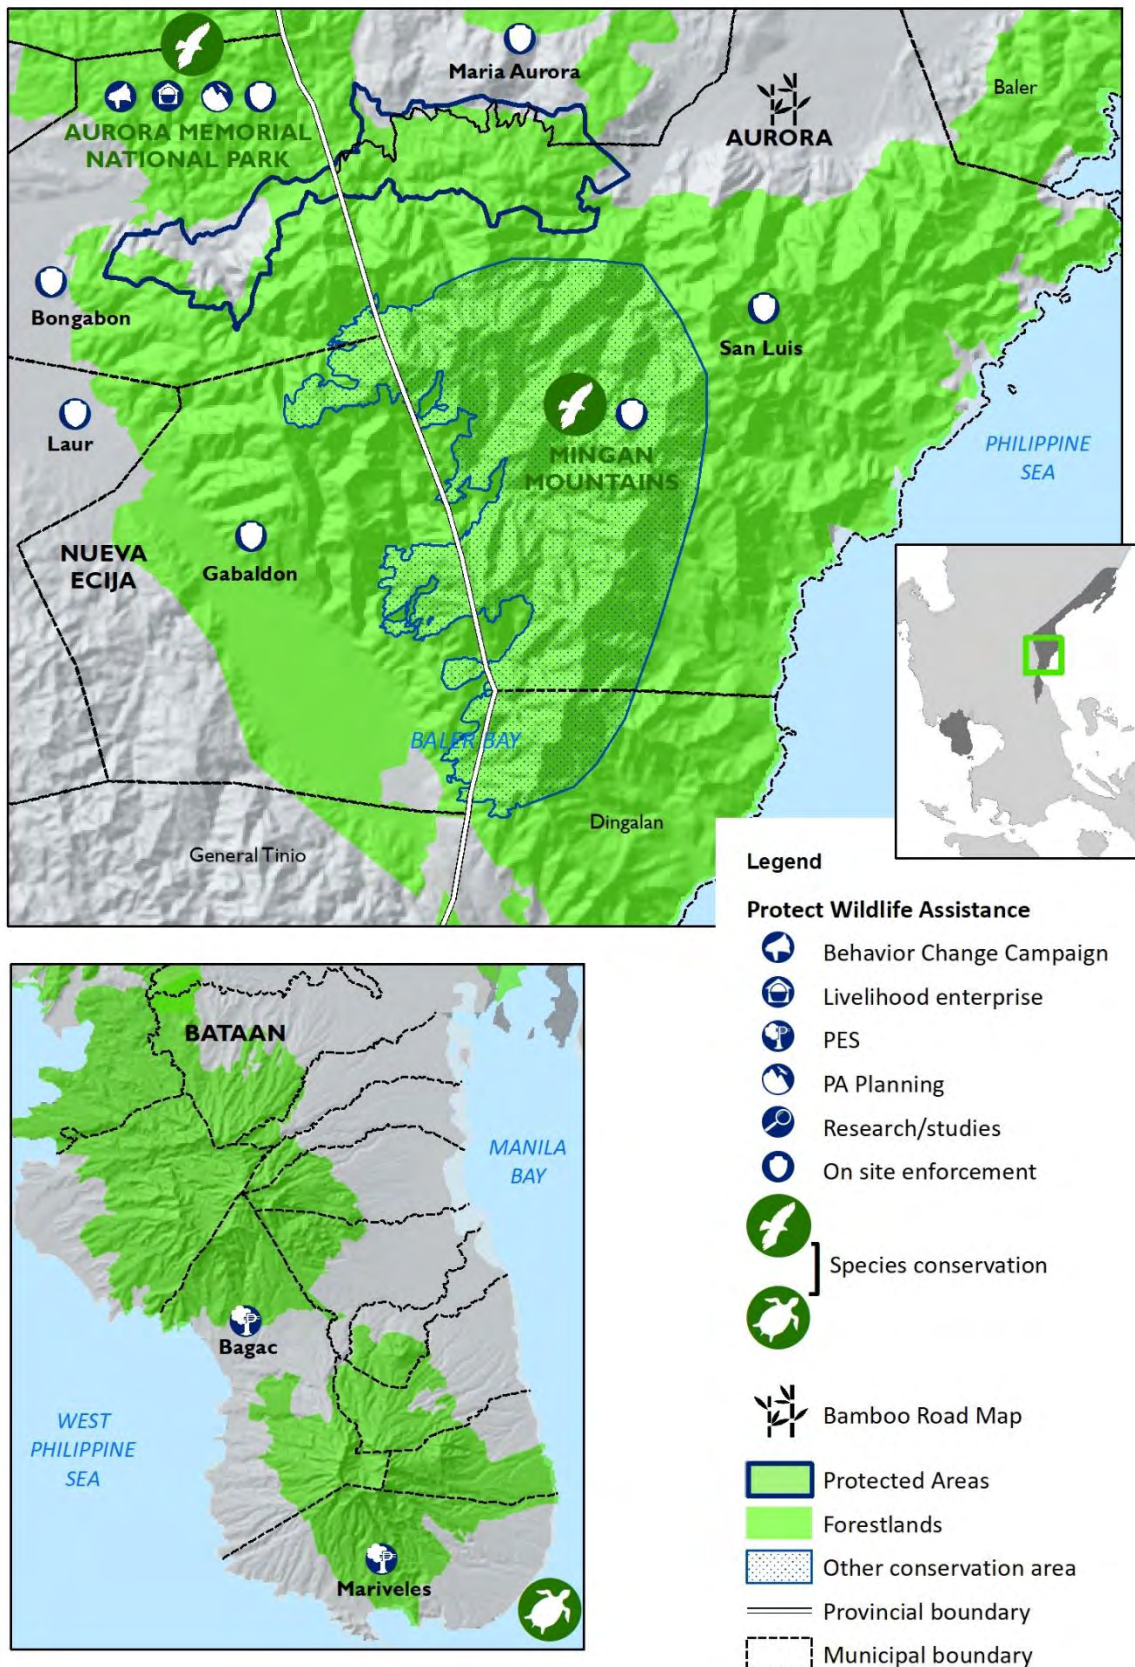 Maria Aurora
Baler
AURORA MEMORIAL
NATIONAL PARK
AURORA
Bongabon
San Luis
Laur
MINGAN
MOUNTAINS
PHILIPPINE
SEA
NUEVA
ECIJA
Gabaldon
BALER BAY
Dingalan
General Tinio
Legend
Protect Wildlife Assistance
Behavior Change Campaign
Livelihood enterprise
PES
PA Planning
Research/studies
On site enforcement
Species conservation
Bamboo Road Map
Protected Areas
Forestlands
Other conservation area
Provincial boundary
Municipal boundary
BATAAN
MANILA
BAY
Bagac
WEST
PHILIPPINE
SEA
Mariveles